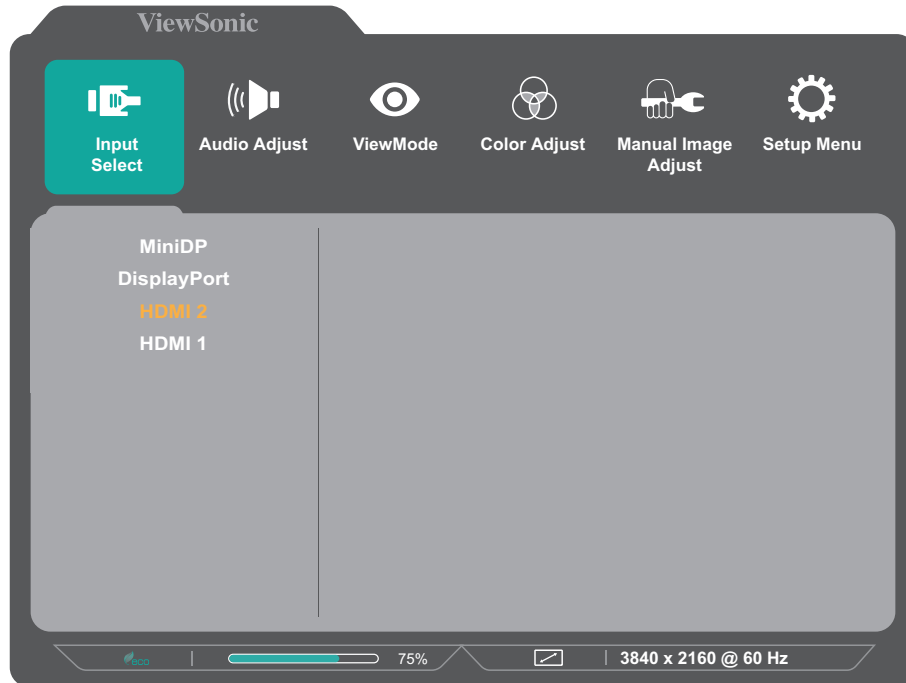 ViewSonic
Input
Select
Audio Adjust
ViewMode
Color Adjust
Manual Image
Adjust
Setup Menu
MiniDP
DisplayPort
HDMI 2
HDMI 1
eco
75%
3840 x 2160 @ 60 Hz